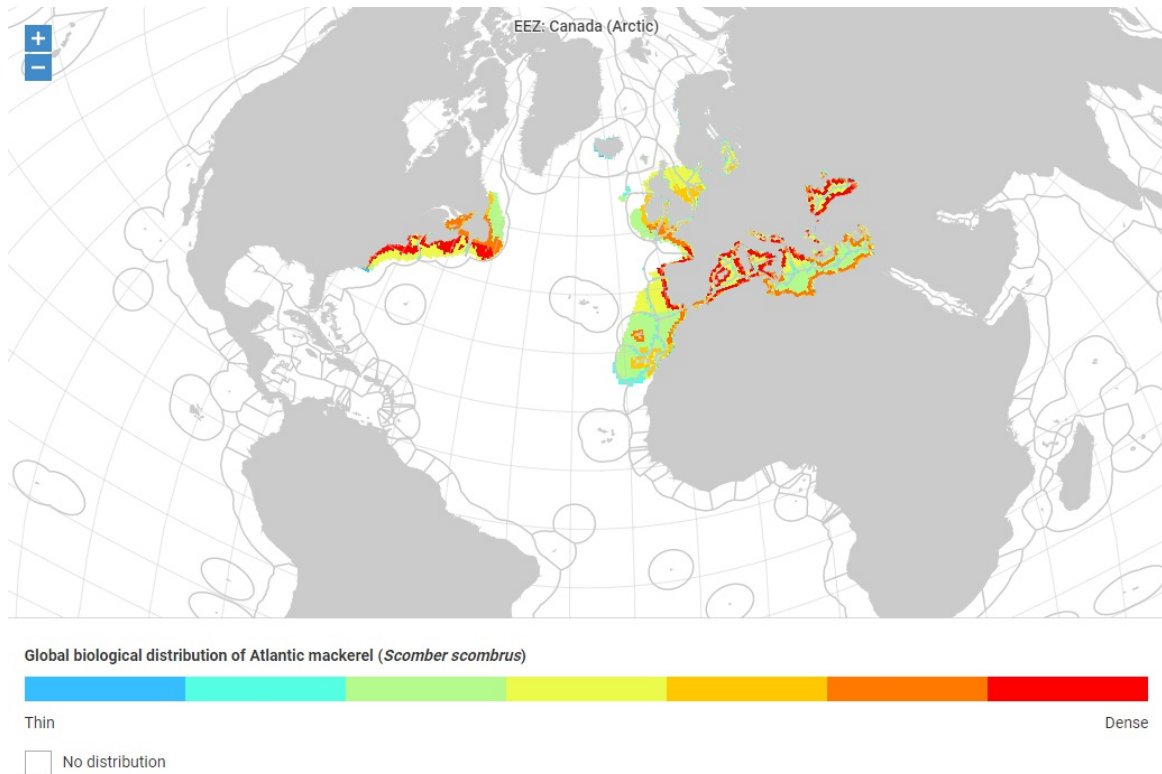 +
−
EEZ: Canada (Arctic)
Global biological distribution of Atlantic mackerel (Scomber scombrus)
Thin
Dense
No distribution